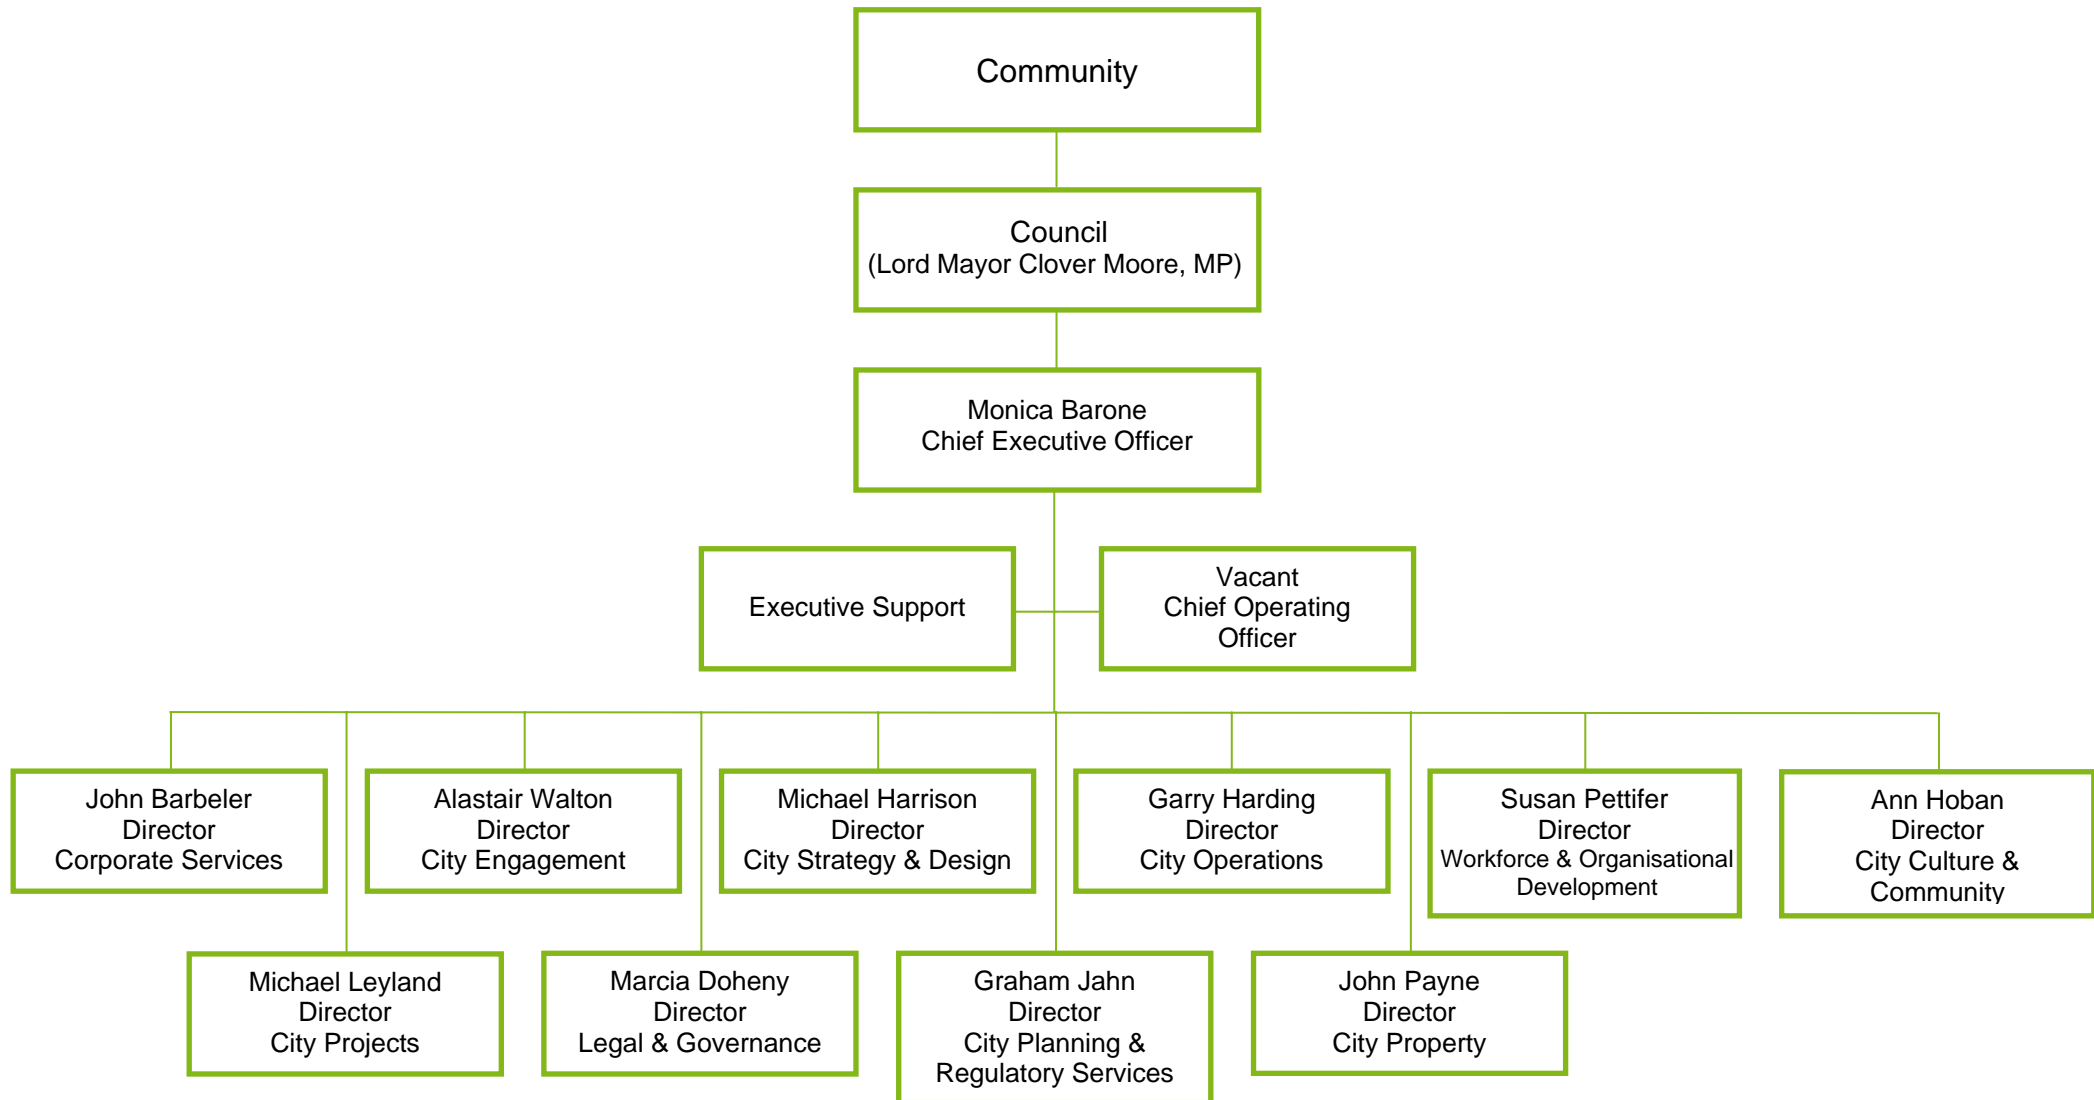 Community
Council
(Lord Mayor Clover Moore, MP)
Monica Barone
Chief Executive Officer
Executive Support
Vacant
Chief Operating
Officer
John Barbeler
Director
Corporate Services
Alastair Walton
Director
City Engagement
Michael Harrison
Director
City Strategy & Design
Garry Harding
Director
City Operations
Susan Pettifer
Director
Workforce & Organisational
Development
Ann Hoban
Director
City Culture &
Community
Michael Leyland
Director
City Projects
Marcia Doheny
Director
Legal & Governance
Graham Jahn
Director
City Planning &
Regulatory Services
John Payne
Director
City Property